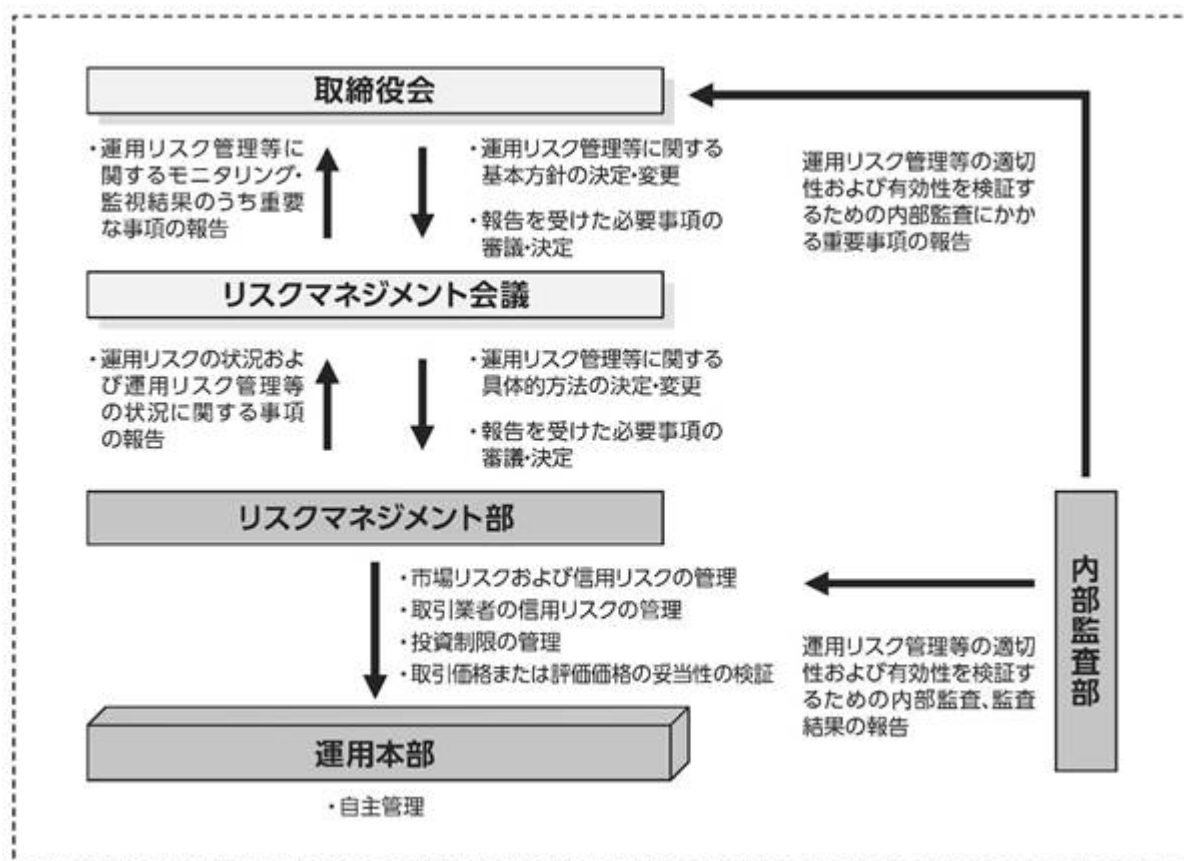 取締役会
・運用リスク管理等に
関するモニタリング・
監視結果のうち重要
な事項の報告
・運用リスク管理等に関する
基本方針の決定・変更
・報告を受けた必要事項の
審議・決定
運用リスク管理等の適切
性および有効性を検証す
るための内部監査にかか
る重要事項の報告
リスクマネジメント会議
・運用リスクの状況およ
び運用リスク管理等
の状況に関する事項
の報告
・運用リスク管理等に関する
具体的方法の決定・変更
・報告を受けた必要事項の
審議・決定
リスクマネジメント部
・市場リスクおよび信用リスクの管理
・取引業者の信用リスクの管理
・投資制限の管理
・取引価格または評価価格の妥当性の検証
運用リスク管理等の適切
性および有効性を検証す
るための内部監査、監査
結果の報告
内部監査部
運用本部
・自主管理